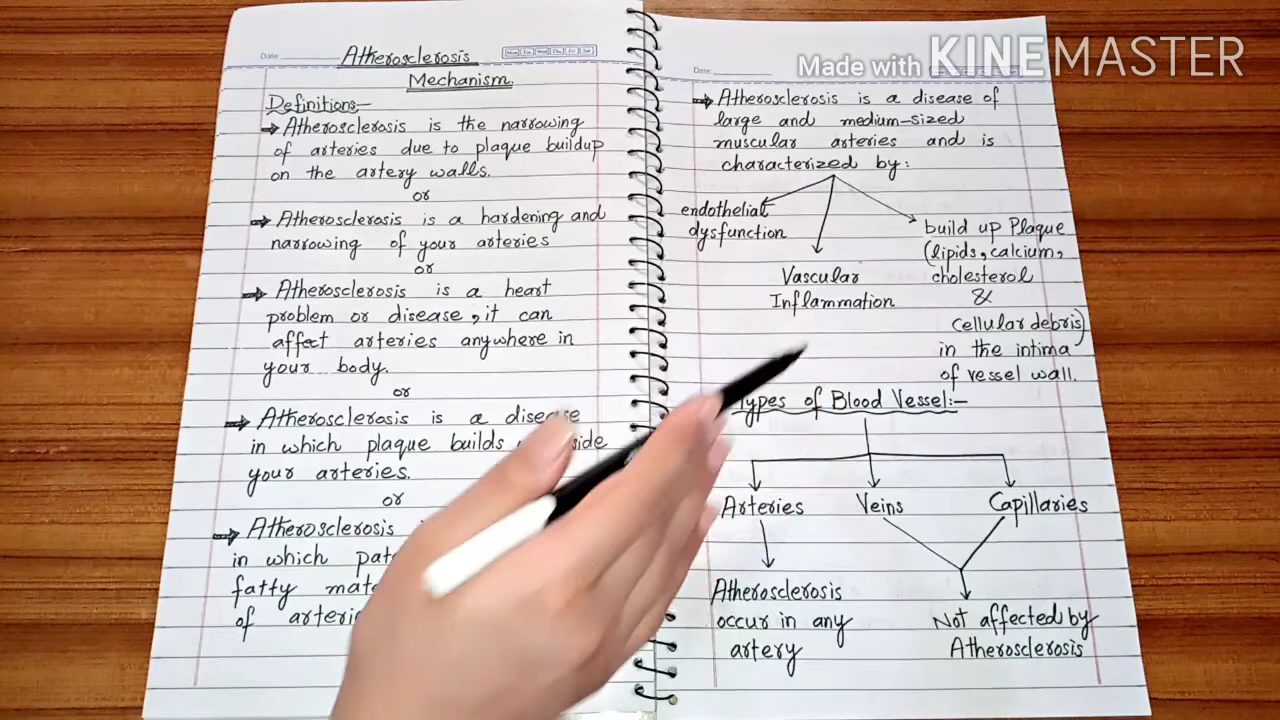 Made with KINEMASTER
Date:
Atherosclerosis
Mechanism.
Definitions:-
Atherosclerosis is the narrowing
of arteries due to plaque buildup
on the artery walls.
or
Atherosclerosis is a hardening and
narrowing of your arteries
or
Atherosclerosis is a heart
problem or disease, it can
affect arteries anywhere in
your body.
or
Atherosclerosis is a disease
in which plaque builds
your arteries.
or
Atherosclerosis
in which
fatty
of
Date:
Atherosclerosis is a disease of
large and medium-sized
muscular arteries and is
characterized by:
endothelial
dysfunction
Vascular
Inflammation
build up Plaque
(lipids, calcium,
cholesterol
&
cellular debris)
in the intima
of vessel wall.
Types of Blood Vessel:-
Arteries Veins Capillaries
Atherosclerosis
occur in any
artery
Not affected by
Atherosclerosis